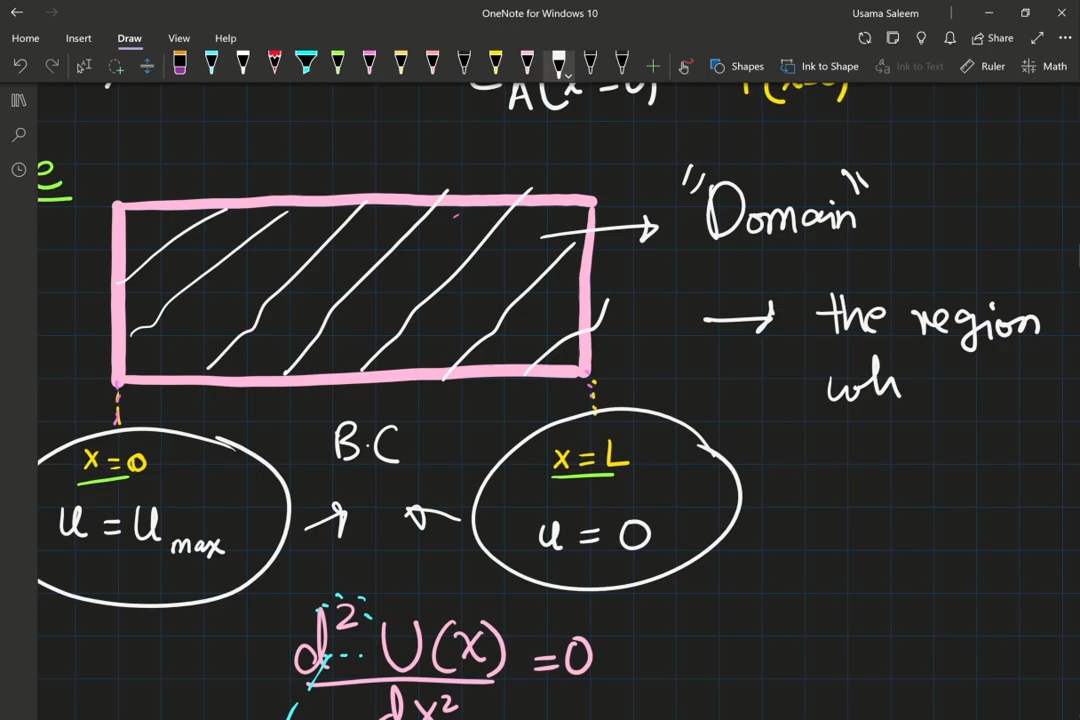 OneNote for Windows 10
Usama Saleem
Home Insert Draw View Help
Share
Shapes Ink to Shape Ink to Text Ruler Math
e
"Domain"
→ the region
wh
B.C
x=0
u = u max
x = L
u = 0
d² U(x) = 0
dx²